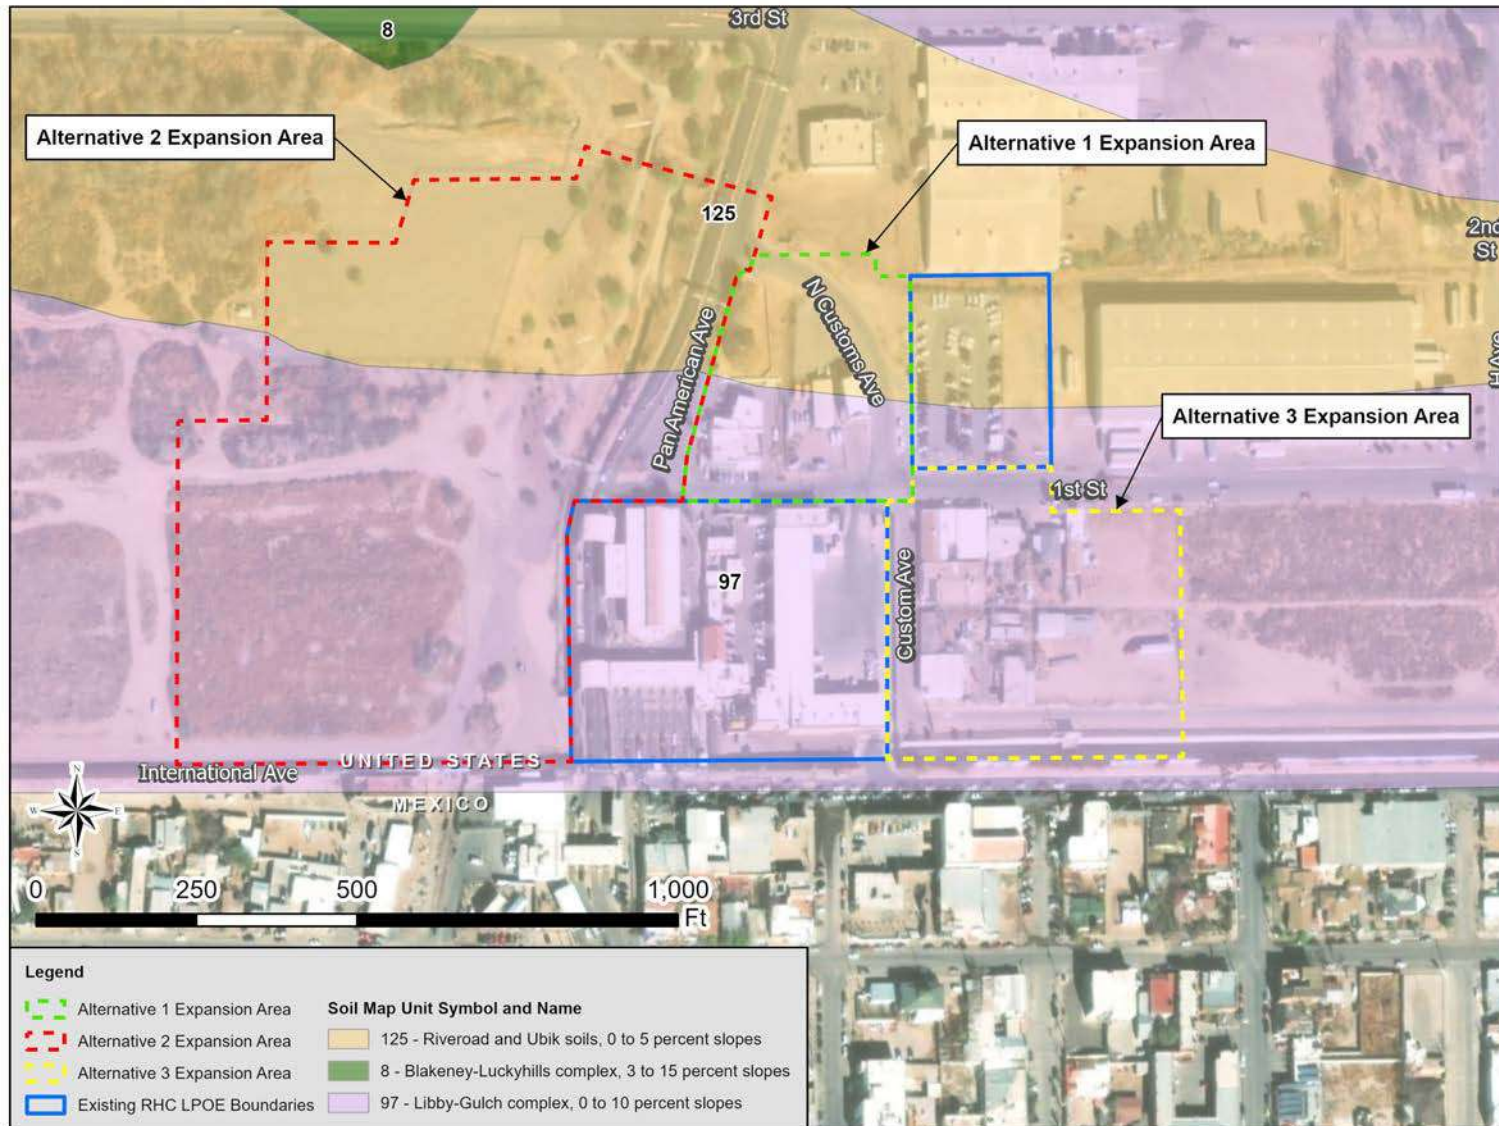 8
3rd St
Alternative 2 Expansion Area
Alternative 1 Expansion Area
125
2nd
St
N Customs Ave
Pan American Ave
H Ave
Alternative 3 Expansion Area
1st St
97
Custom Ave
UNITED STATES
International Ave
MEXICO
N
W E
S
0 250 500 1,000
Ft
Legend
Alternative 1 Expansion Area
Alternative 2 Expansion Area
Alternative 3 Expansion Area
Existing RHC LPOE Boundaries
Soil Map Unit Symbol and Name
125 - Riveroad and Ubik soils, 0 to 5 percent slopes
8 - Blakeney-Luckyhills complex, 3 to 15 percent slopes
97 - Libby-Gulch complex, 0 to 10 percent slopes